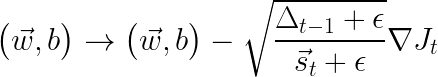 $(\vec{w}, b) \rightarrow (\vec{w}, b) - \sqrt{\frac{\Delta_{t-1} + \epsilon}{\vec{s}_t + \epsilon}} \nabla J_t$